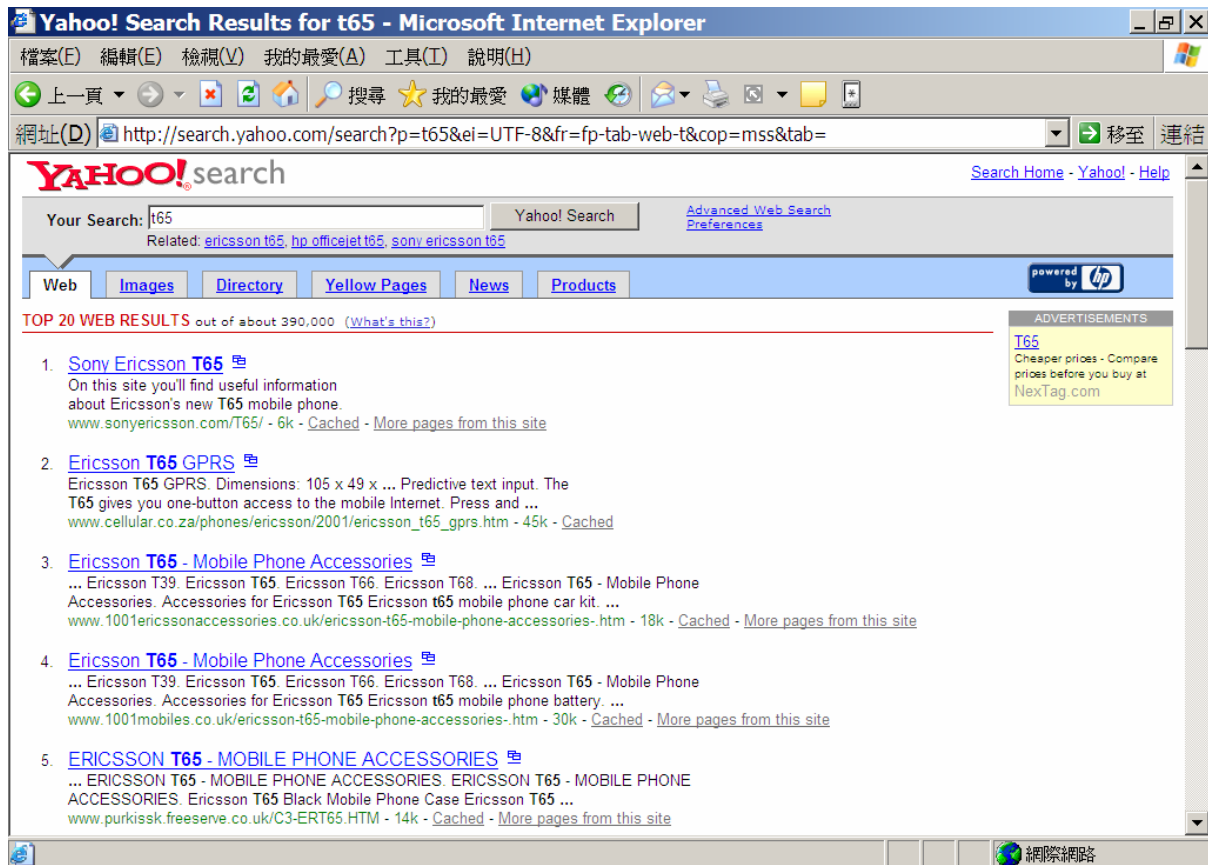 Yahoo! Search Results for t65 - Microsoft Internet Explorer
檔案(F) 編輯(E) 檢視(V) 我的最愛(A) 工具(T) 說明(H)
上一頁 搜尋 我的最愛 媒體
網址(D) http://search.yahoo.com/search?p=t65&ei=UTF-8&fr=fp-tab-web-t&cop=mss&tab= 移至 連結
YAHOO! search
Search Home - Yahoo! - Help
Your Search: t65 Yahoo! Search
Advanced Web Search
Preferences
Related: ericsson t65, hp officejet t65, sony ericsson t65
Web Images Directory Yellow Pages News Products
powered by hp
TOP 20 WEB RESULTS out of about 390,000 (What's this?)
ADVERTISEMENTS
T65
Cheaper prices - Compare
prices before you buy at
NexTag.com
1. Sony Ericsson T65
On this site you'll find useful information
about Ericsson's new T65 mobile phone.
www.sonyericsson.com/T65/ - 6k - Cached - More pages from this site
2. Ericsson T65 GPRS
Ericsson T65 GPRS. Dimensions: 105 x 49 x ... Predictive text input. The
T65 gives you one-button access to the mobile Internet. Press and ...
www.cellular.co.za/phones/ericsson/2001/ericsson_t65_gprs.htm - 45k - Cached
3. Ericsson T65 - Mobile Phone Accessories
... Ericsson T39. Ericsson T65. Ericsson T66. Ericsson T68. ... Ericsson T65 - Mobile Phone
Accessories. Accessories for Ericsson T65 Ericsson t65 mobile phone car kit. ...
www.1001ericssonaccessories.co.uk/ericsson-t65-mobile-phone-accessories-.htm - 18k - Cached - More pages from this site
4. Ericsson T65 - Mobile Phone Accessories
... Ericsson T39. Ericsson T65. Ericsson T66. Ericsson T68. ... Ericsson T65 - Mobile Phone
Accessories. Accessories for Ericsson T65 Ericsson t65 mobile phone battery. ...
www.1001mobiles.co.uk/ericsson-t65-mobile-phone-accessories-.htm - 30k - Cached - More pages from this site
5. ERICSSON T65 - MOBILE PHONE ACCESSORIES
... ERICSSON T65 - MOBILE PHONE ACCESSORIES. ERICSSON T65 - MOBILE PHONE
ACCESSORIES. Ericsson T65 Black Mobile Phone Case Ericsson T65 ...
www.purkissk.freeserve.co.uk/C3-ERT65.HTM - 14k - Cached - More pages from this site
網際網路